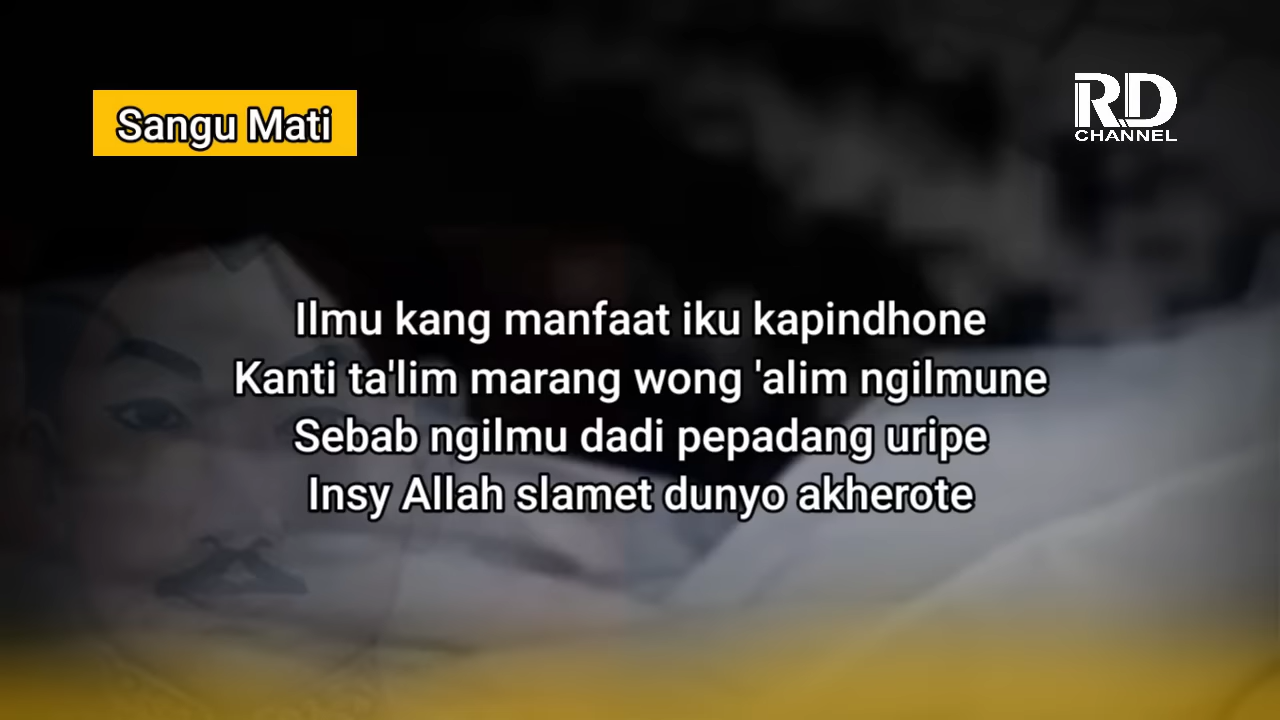 Sangu Mati
RD
CHANNEL
Ilmu kang manfaat iku kapindhone
Kanti ta'lim marang wong 'alim ngilmune
Sebab ngilmu dadi pepadang uripe
Insy Allah slamet dunyo akherote